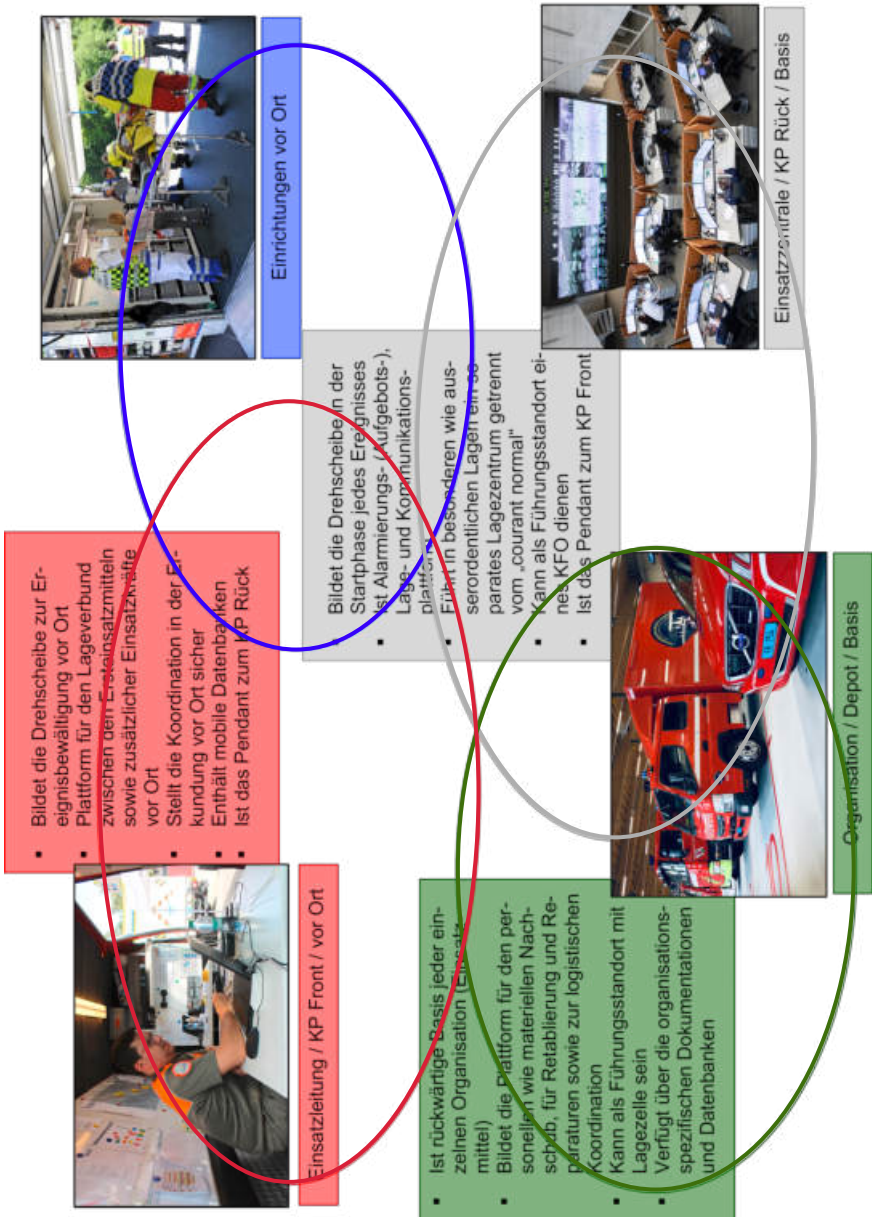 Einsatzleitung / KP Front / vor Ort
▪ Bildet die Drehscheibe zur Er-
eignisbewältigung vor Ort
▪ Plattform für den Lageverbund
zwischen den Ersteinsatzmitteln
sowie zusätzlicher Einsatzkräfte
vor Ort
▪ Stellt die Koordination in der Er-
kundung vor Ort sicher
▪ Enthält mobile Datenbanken
▪ Ist das Pendant zum KP Rück
Einrichtungen vor Ort
▪ Bildet die Drehscheibe in der
Startphase jedes Ereignisses
▪ Ist Alarmierungs- (Aufgebots-),
Lage- und Kommunikations-
plattform
▪ Führt in besonderen wie aus-
serordentlichen Lagen ein se-
parates Lagezentrum getrennt
vom „courant normal"
▪ Kann als Führungsstandort ei-
nes KFO dienen
▪ Ist das Pendant zum KP Front
▪ Ist rückwärtige Basis jeder ein-
zelnen Organisation (Einsatz-
mittel)
▪ Bildet die Plattform für den per-
sonellen wie materiellen Nach-
schub, für Retablierung und Re-
paraturen sowie zur logistischen
Koordination
▪ Kann als Führungsstandort mit
Lagezelle sein
▪ Verfügt über die organisations-
spezifischen Dokumentationen
und Datenbanken
Organisation / Depot / Basis
Einsatzzentrale / KP Rück / Basis